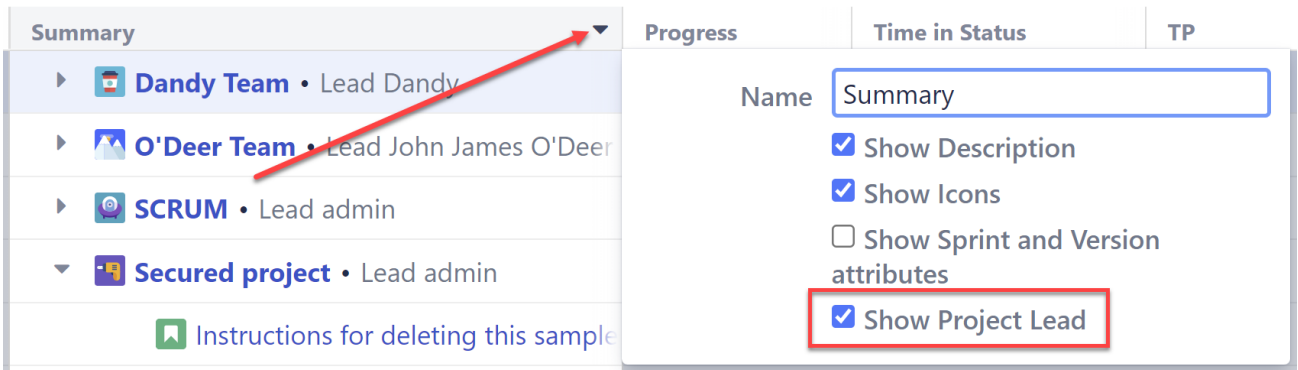 Summary
Progress
Time in Status
TP
Dandy Team • Lead Dandy
O'Deer Team • Lead John James O'Deer
SCRUM • Lead admin
Secured project • Lead admin
Instructions for deleting this sample
Name
Summary
Show Description
Show Icons
Show Sprint and Version
attributes
Show Project Lead